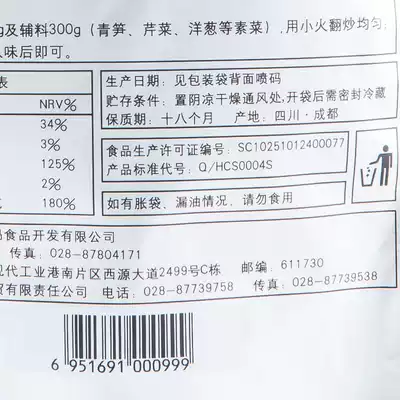 及辅料300g（青笋、芹菜、洋葱等素菜）,用小火翻炒均匀;
味后即可。
表
NRV%
34%
3%
125%
2%
180%
生产日期：见包装袋背面喷码
贮存条件：置阴凉干燥通风处,开袋后需密封冷藏
保质期：十八个月 产地：四川·成都
食品生产许可证编号：SC10251012400077
产品标准代号：Q/HCS0004S
如有胀袋、漏油情况，请勿食用
食品开发有限公司
传真：028-87804171
现代工业港南片区西源大道2499号C栋 邮编：611730
贸有限责任公司 电话：028-87739758 传真：028-87739538
6 951691 000999